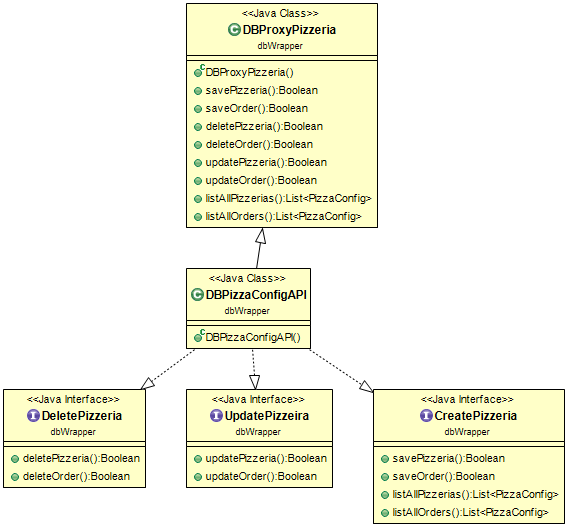 <<Java Class>>
DBProxyPizzeria
dbWrapper
DBProxyPizzeria()
savePizzeria():Boolean
saveOrder():Boolean
deletePizzeria():Boolean
deleteOrder():Boolean
updatePizzeria():Boolean
updateOrder():Boolean
listAllPizzerias():List<PizzaConfig>
listAllOrders():List<PizzaConfig>
<<Java Class>>
DBPizzaConfigAPI
dbWrapper
DBPizzaConfigAPI()
<<Java Interface>>
DeletePizzeria
dbWrapper
deletePizzeria():Boolean
deleteOrder():Boolean
<<Java Interface>>
UpdatePizzeira
dbWrapper
updatePizzeria():Boolean
updateOrder():Boolean
<<Java Interface>>
CreatePizzeria
dbWrapper
savePizzeria():Boolean
saveOrder():Boolean
listAllPizzerias():List<PizzaConfig>
listAllOrders():List<PizzaConfig>